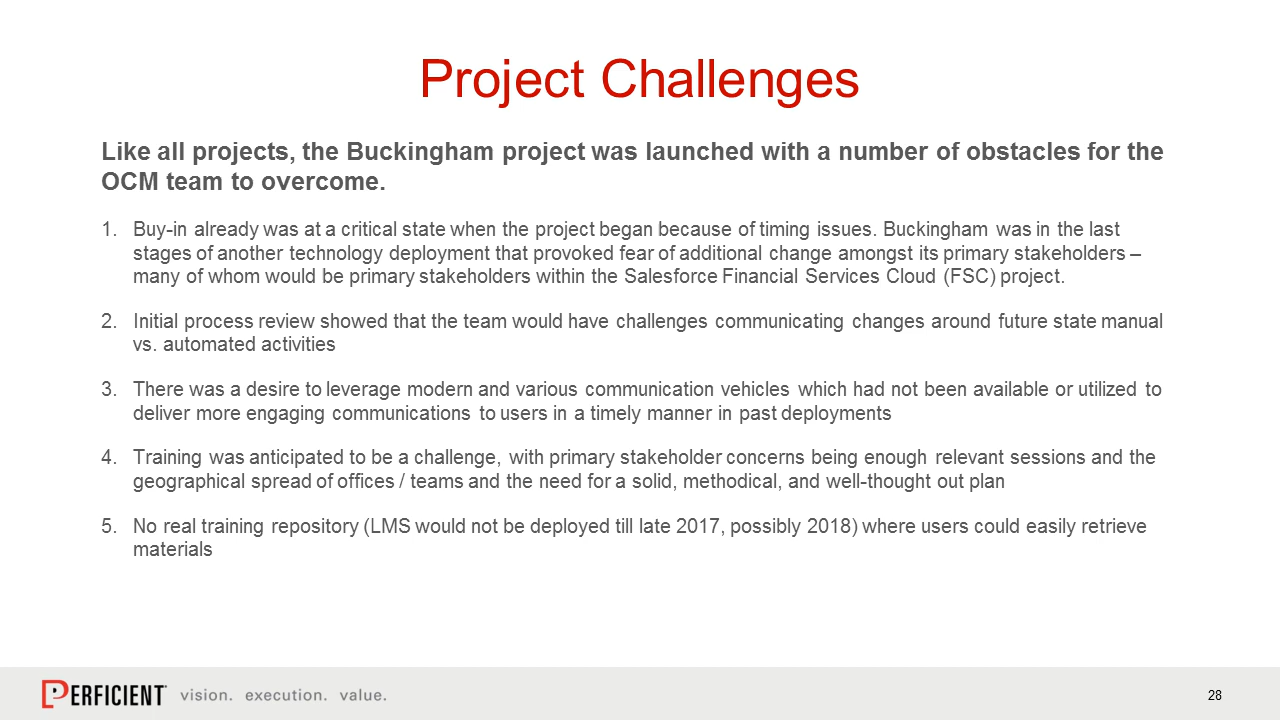 Project Challenges
Like all projects, the Buckingham project was launched with a number of obstacles for the
OCM team to overcome.
1. Buy-in already was at a critical state when the project began because of timing issues. Buckingham was in the last
stages of another technology deployment that provoked fear of additional change amongst its primary stakeholders –
many of whom would be primary stakeholders within the Salesforce Financial Services Cloud (FSC) project.
2. Initial process review showed that the team would have challenges communicating changes around future state manual
vs. automated activities
3. There was a desire to leverage modern and various communication vehicles which had not been available or utilized to
deliver more engaging communications to users in a timely manner in past deployments
4. Training was anticipated to be a challenge, with primary stakeholder concerns being enough relevant sessions and the
geographical spread of offices / teams and the need for a solid, methodical, and well-thought out plan
5. No real training repository (LMS would not be deployed till late 2017, possibly 2018) where users could easily retrieve
materials
PERFICIENT vision. execution. value.
28